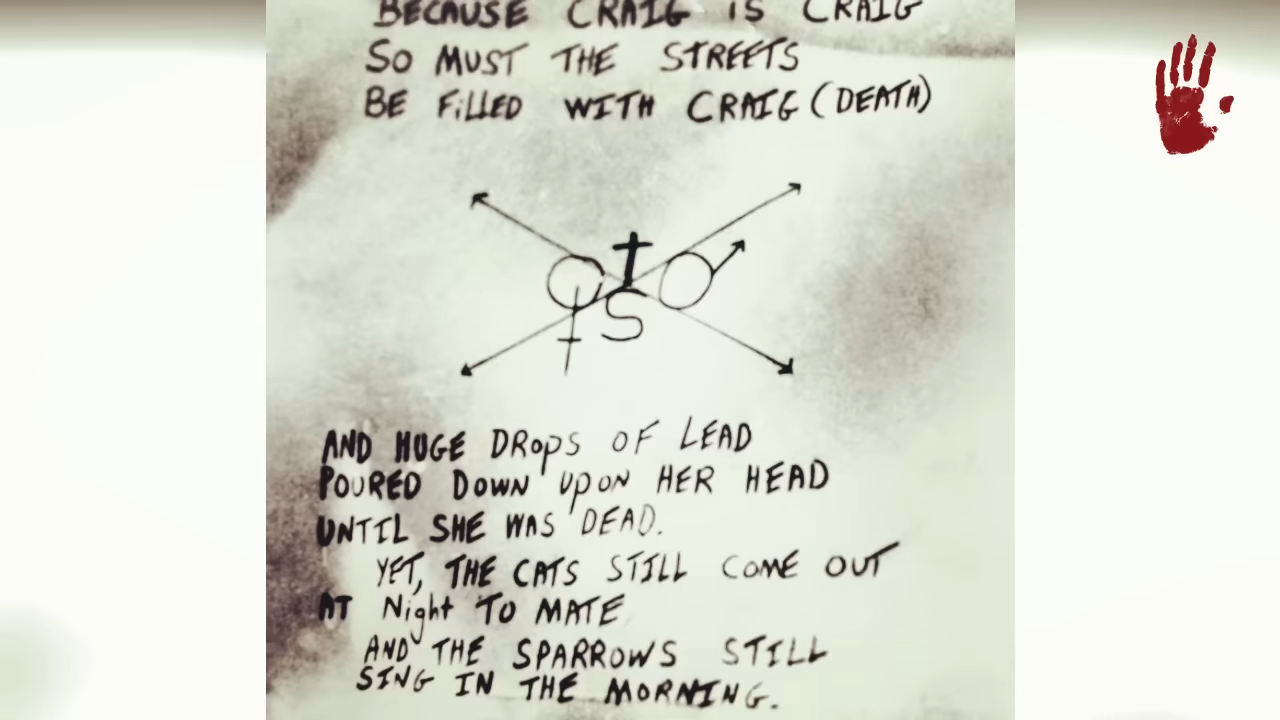 BECAUSE CRAIG IS CRAIG
SO MUST THE STREETS
BE FILLED WITH CRAIG (DEATH)
S
AND HUGE DROPS OF LEAD
POURED DOWN UPON HER HEAD
UNTIL SHE WAS DEAD.
YET, THE CATS STILL COME OUT
AT Night TO MATE
AND THE SPARROWS STILL
SING IN THE MORNING.